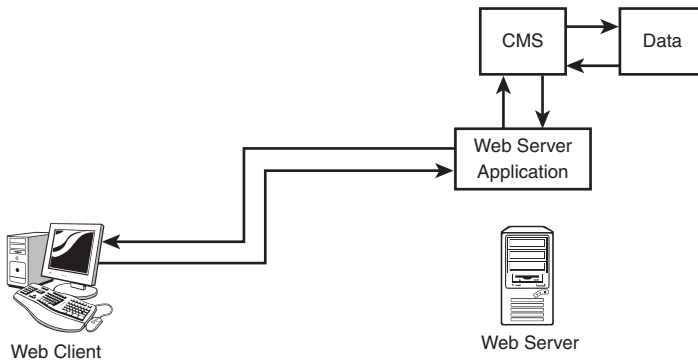 CMS
Data
Web Server
Application
Web Client
Web Server